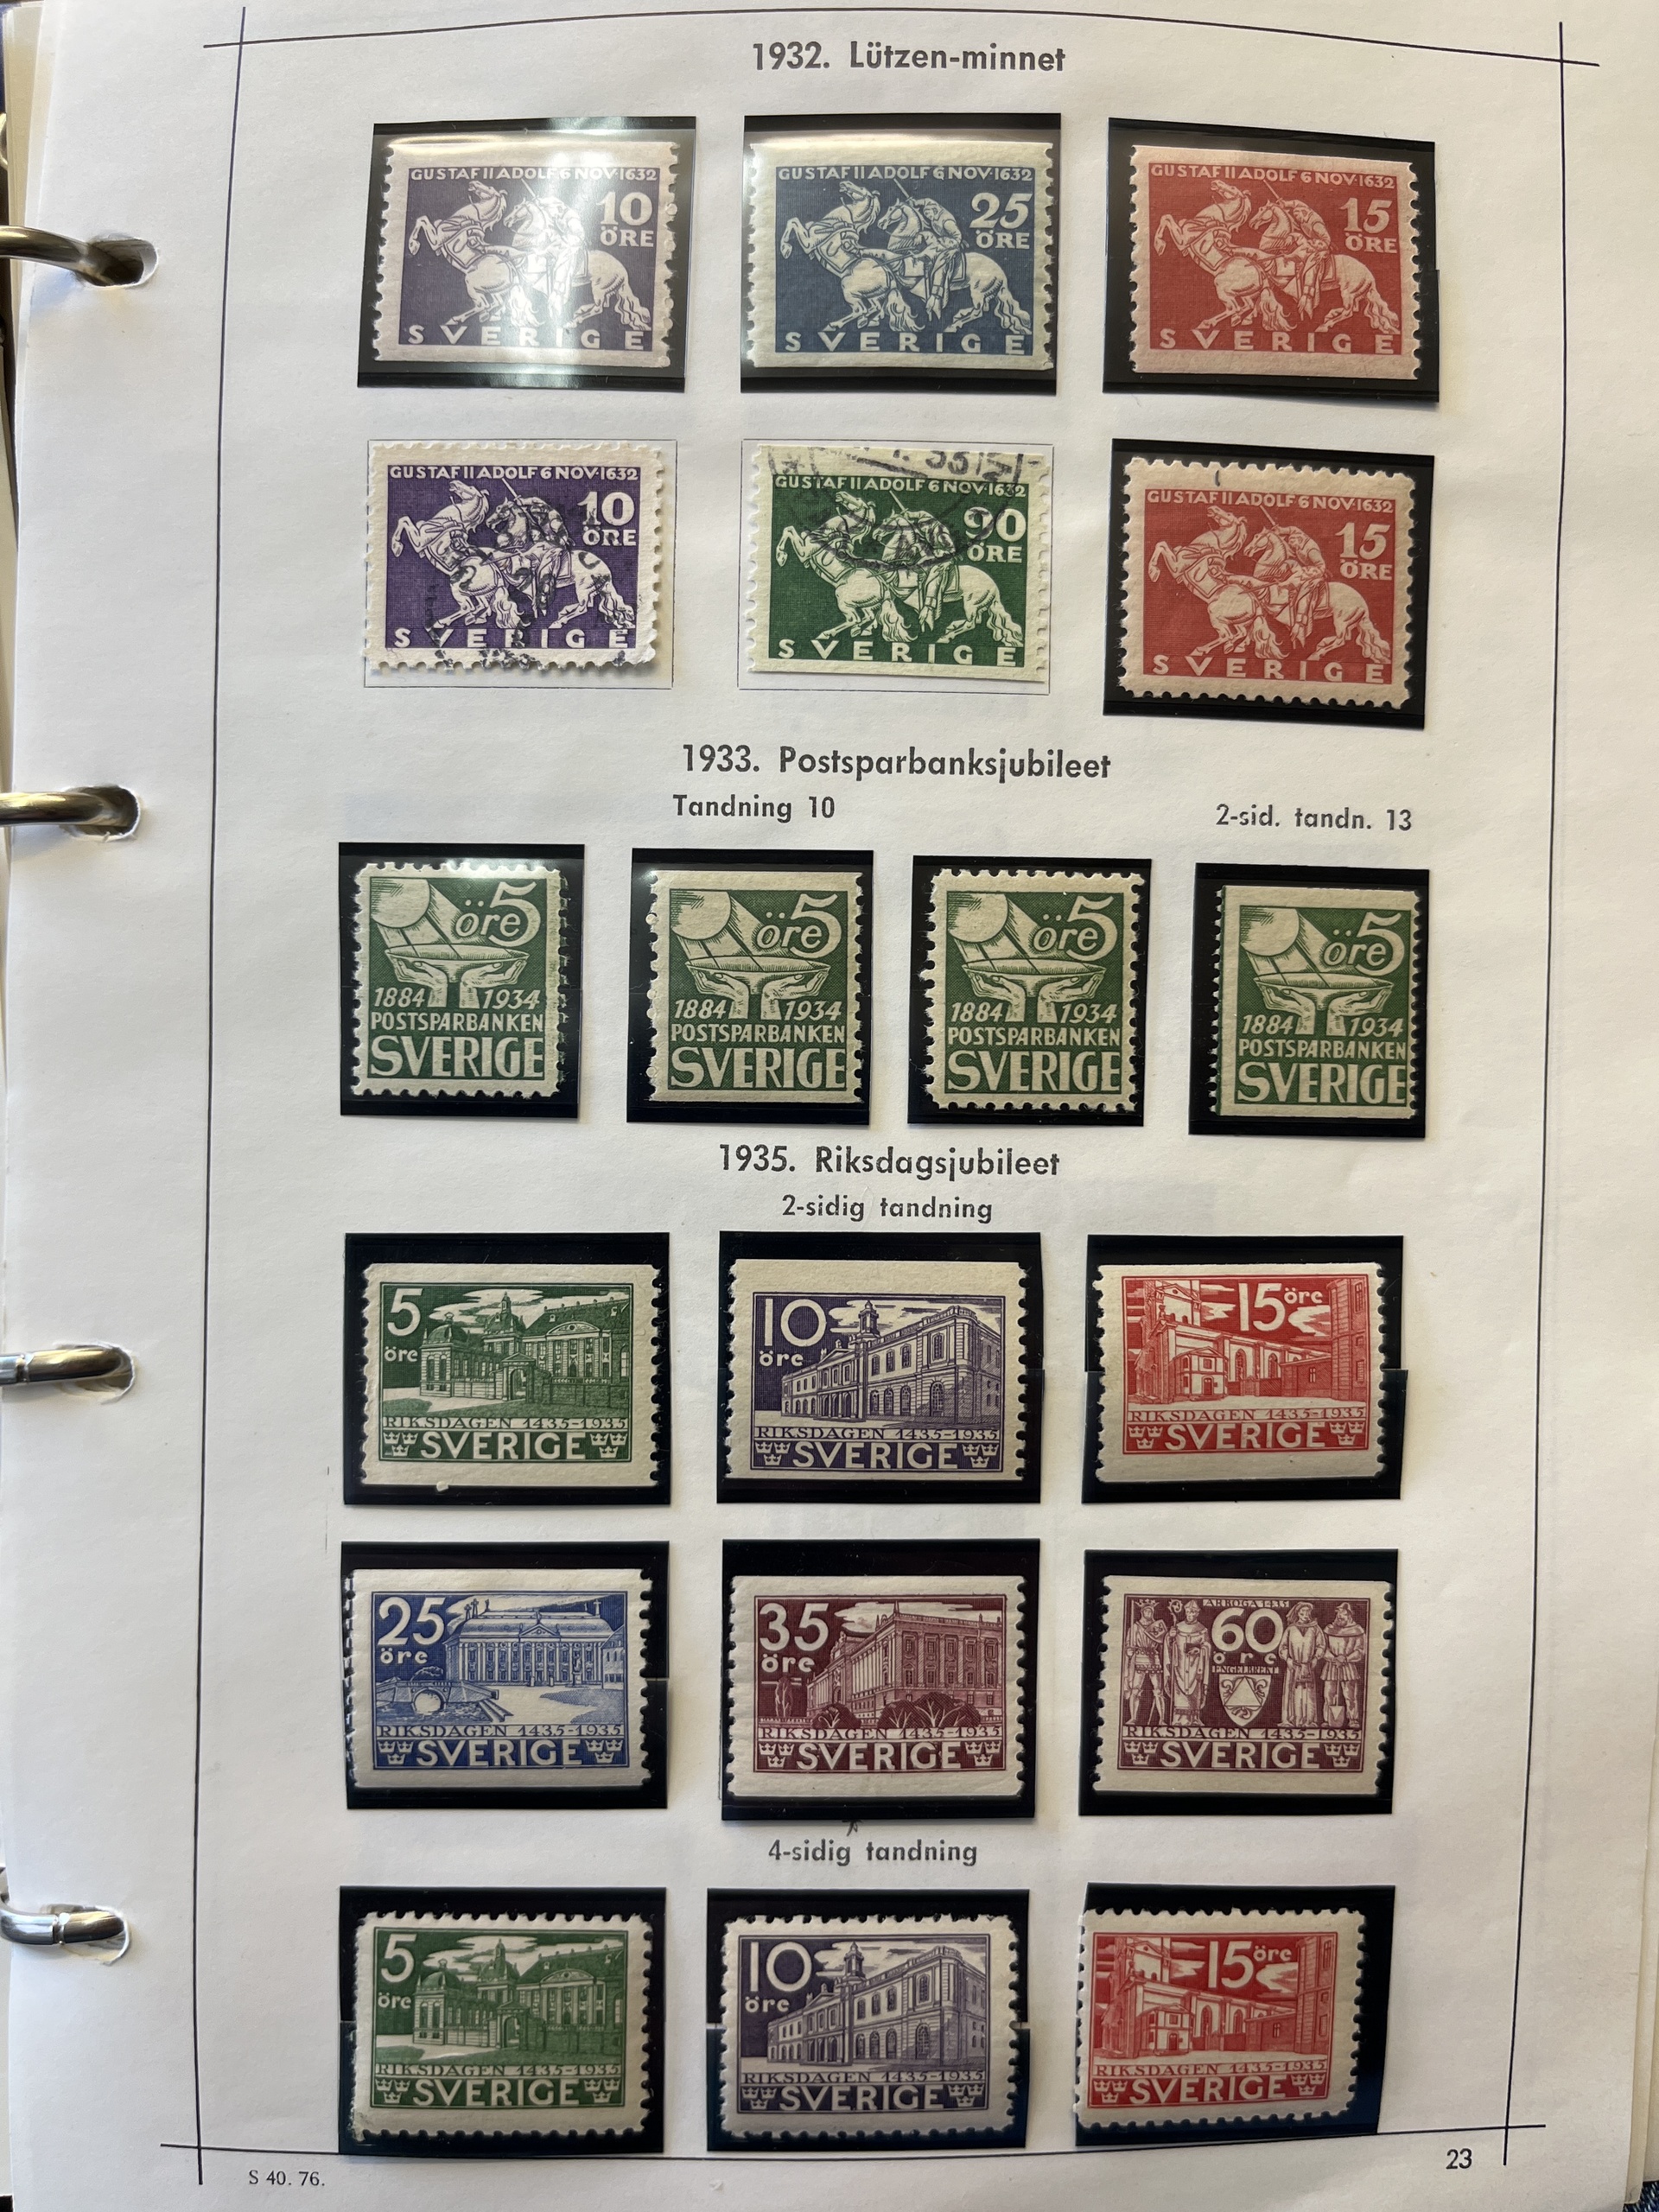 1932. Lützen-minnet
GUSTAF II ADOLF 6 NOV·1632
10
ÖRE
SVERIGE
GUSTAF II ADOLF 6 NOV·1632
25
ÖRE
SVERIGE
GUSTAF II ADOLF 6 NOV·1632
15
ÖRE
SVERIGE
GUSTAF II ADOLF 6 NOV·1632
10
ÖRE
SVERIGE
GUSTAF II ADOLF 6 NOV·1632
90
ÖRE
SVERIGE
GUSTAF II ADOLF 6 NOV·1632
15
ÖRE
SVERIGE
1933. Postsparbanksjubileet
Tandning 10
2-sid. tandn. 13
öre 5
1884 1934
POSTSPARBANKEN
SVERIGE
öre 5
1884 1934
POSTSPARBANKEN
SVERIGE
öre 5
1884 1934
POSTSPARBANKEN
SVERIGE
öre 5
1884 1934
POSTSPARBANKEN
SVERIGE
1935. Riksdagsjubileet
2-sidig tandning
5
öre
RIKSDAGEN 1435-1935
SVERIGE
10
öre
RIKSDAGEN 1435-1935
SVERIGE
15 öre
RIKSDAGEN 1435-1935
SVERIGE
25
öre
RIKSDAGEN 1435-1935
SVERIGE
35
öre
RIKSDAGEN 1435-1935
SVERIGE
ARBOGA 1435
60
öre
ENGELBREKT
RIKSDAGEN 1435-1935
SVERIGE
4-sidig tandning
5
öre
RIKSDAGEN 1435-1935
SVERIGE
10
öre
RIKSDAGEN 1435-1935
SVERIGE
15 öre
RIKSDAGEN 1435-1935
SVERIGE
S 40. 76.
23